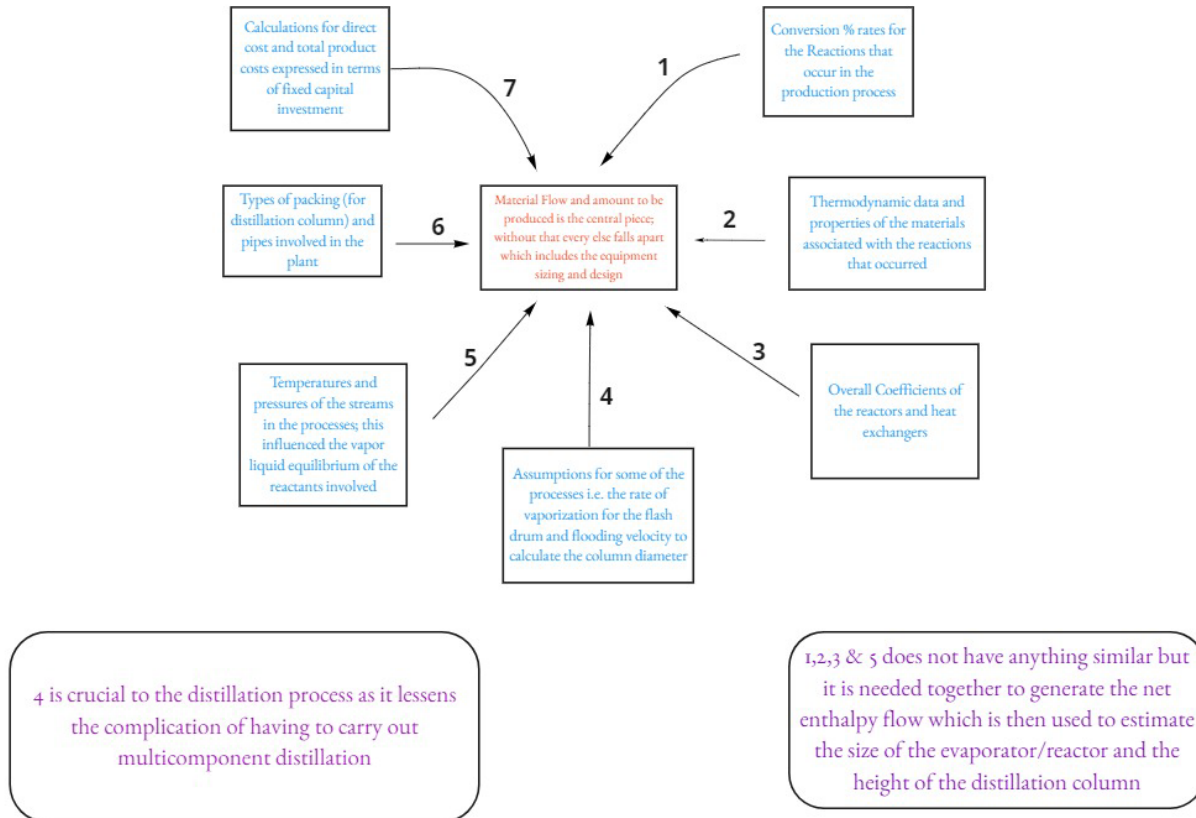 Calculations for direct
cost and total product
costs expressed in terms
of fixed capital
investment
7
1
Conversion % rates for
the Reactions that
occur in the
production process
Types of packing (for
distillation column) and
pipes involved in the
plant
6
Material Flow and amount to be
produced is the central piece;
without that every else falls apart
which includes the equipment
sizing and design
2
Thermodynamic data and
properties of the materials
associated with the reactions
that occurred
5
Temperatures and
pressures of the streams
in the processes; this
influenced the vapor
liquid equilibrium of the
reactants involved
4
Assumptions for some of the
processes i.e. the rate of
vaporization for the flash
drum and flooding velocity to
calculate the column diameter
3
Overall Coefficients of
the reactors and heat
exchangers
4 is crucial to the distillation process as it lessens
the complication of having to carry out
multicomponent distillation
1,2,3 & 5 does not have anything similar but
it is needed together to generate the net
enthalpy flow which is then used to estimate
the size of the evaporator/reactor and the
height of the distillation column